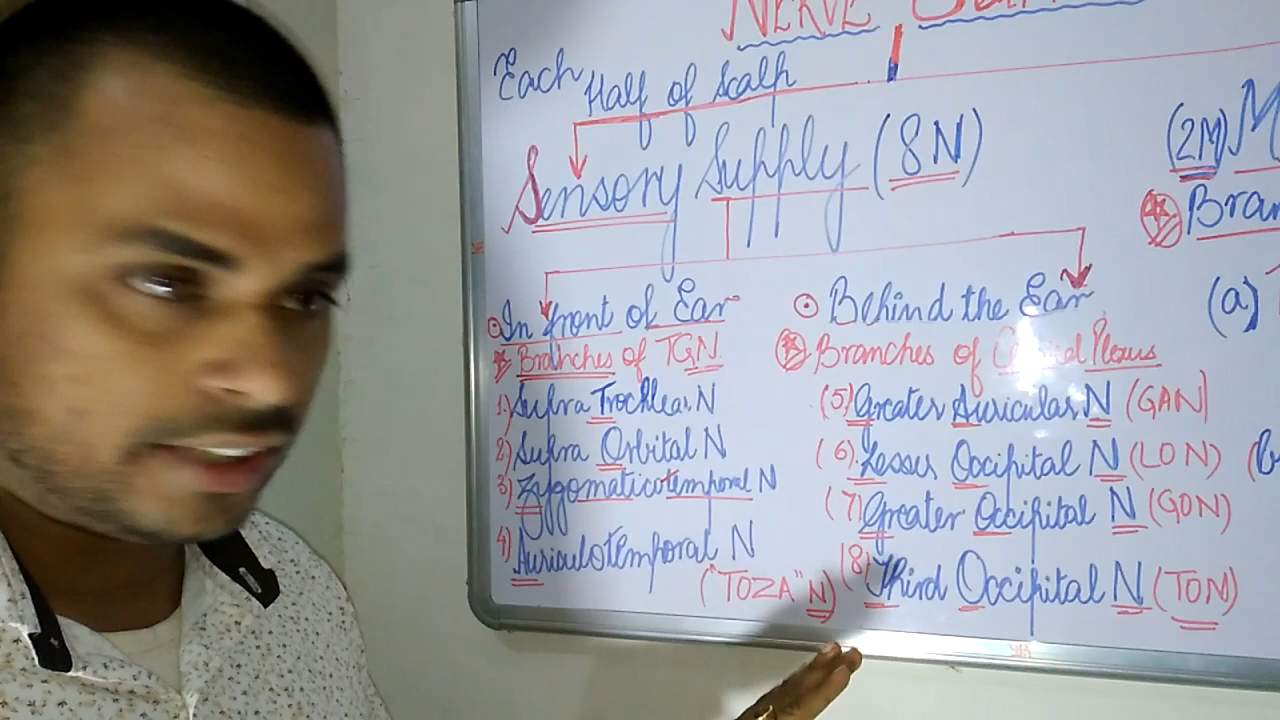 NERVE
Each Half of Scalp
Sensory Supply (8N)
(2M) M
In front of Ear
Branches of TGN
1) Supra Trochlear N
2) Supra Orbital N
3) Zygomaticotemporal N
4) Auriculotemporal N
("TOZA" N)
Behind the Ear
Branches of Cervical Plexus
(5) Greater Auricular N (GAN)
(6). Lesser Occipital N (LON)
(7) Greater Occipital N (GON)
(8) Third Occipital N (TON)
Bran
(a)